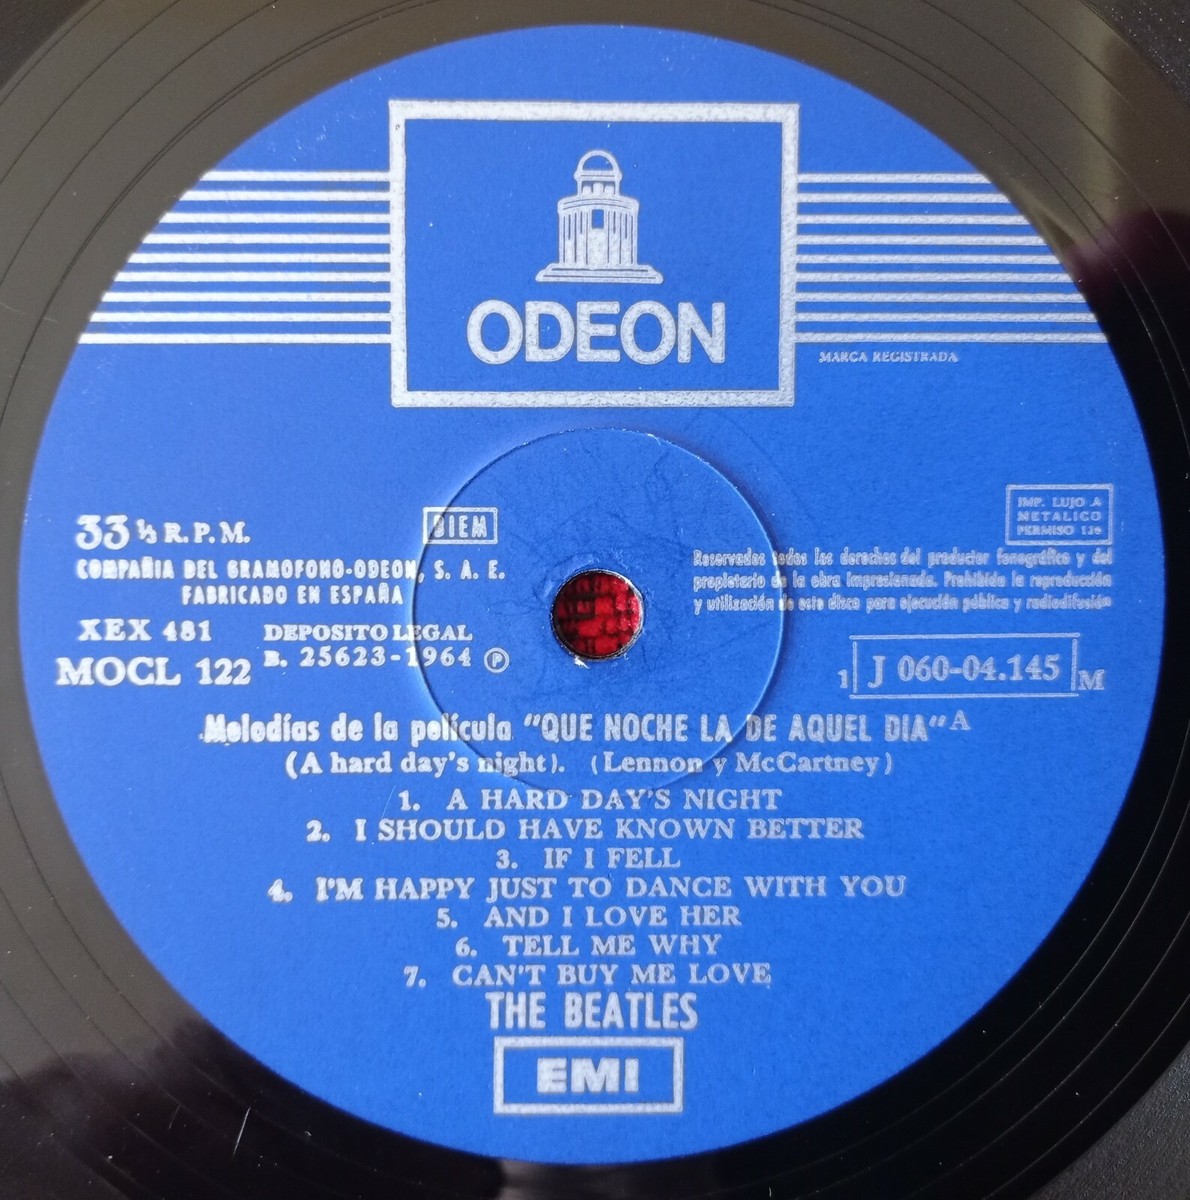 ODEON
MARCA REGISTRADA
33 ⅓ R.P.M.
BIEM
COMPAÑIA DEL GRAMOFONO-ODEON, S. A. E.
FABRICADO EN ESPAÑA
XEX 481
DEPOSITO LEGAL
MOCL 122
B. 25623-1964 Ⓟ
IMP. LUJO A
METALICO
PERMISO 136
Reservados todos los derechos del productor fonográfico y del
propietario de la obra impresionada. Prohibida la reproducción
y utilización de este disco para ejecución pública y radiodifusión
1 J 060-04.145 M
Melodías de la película "QUE NOCHE LA DE AQUEL DIA" A
(A hard day's night). (Lennon y McCartney)
1. A HARD DAY'S NIGHT
2. I SHOULD HAVE KNOWN BETTER
3. IF I FELL
4. I'M HAPPY JUST TO DANCE WITH YOU
5. AND I LOVE HER
6. TELL ME WHY
7. CAN'T BUY ME LOVE
THE BEATLES
EMI